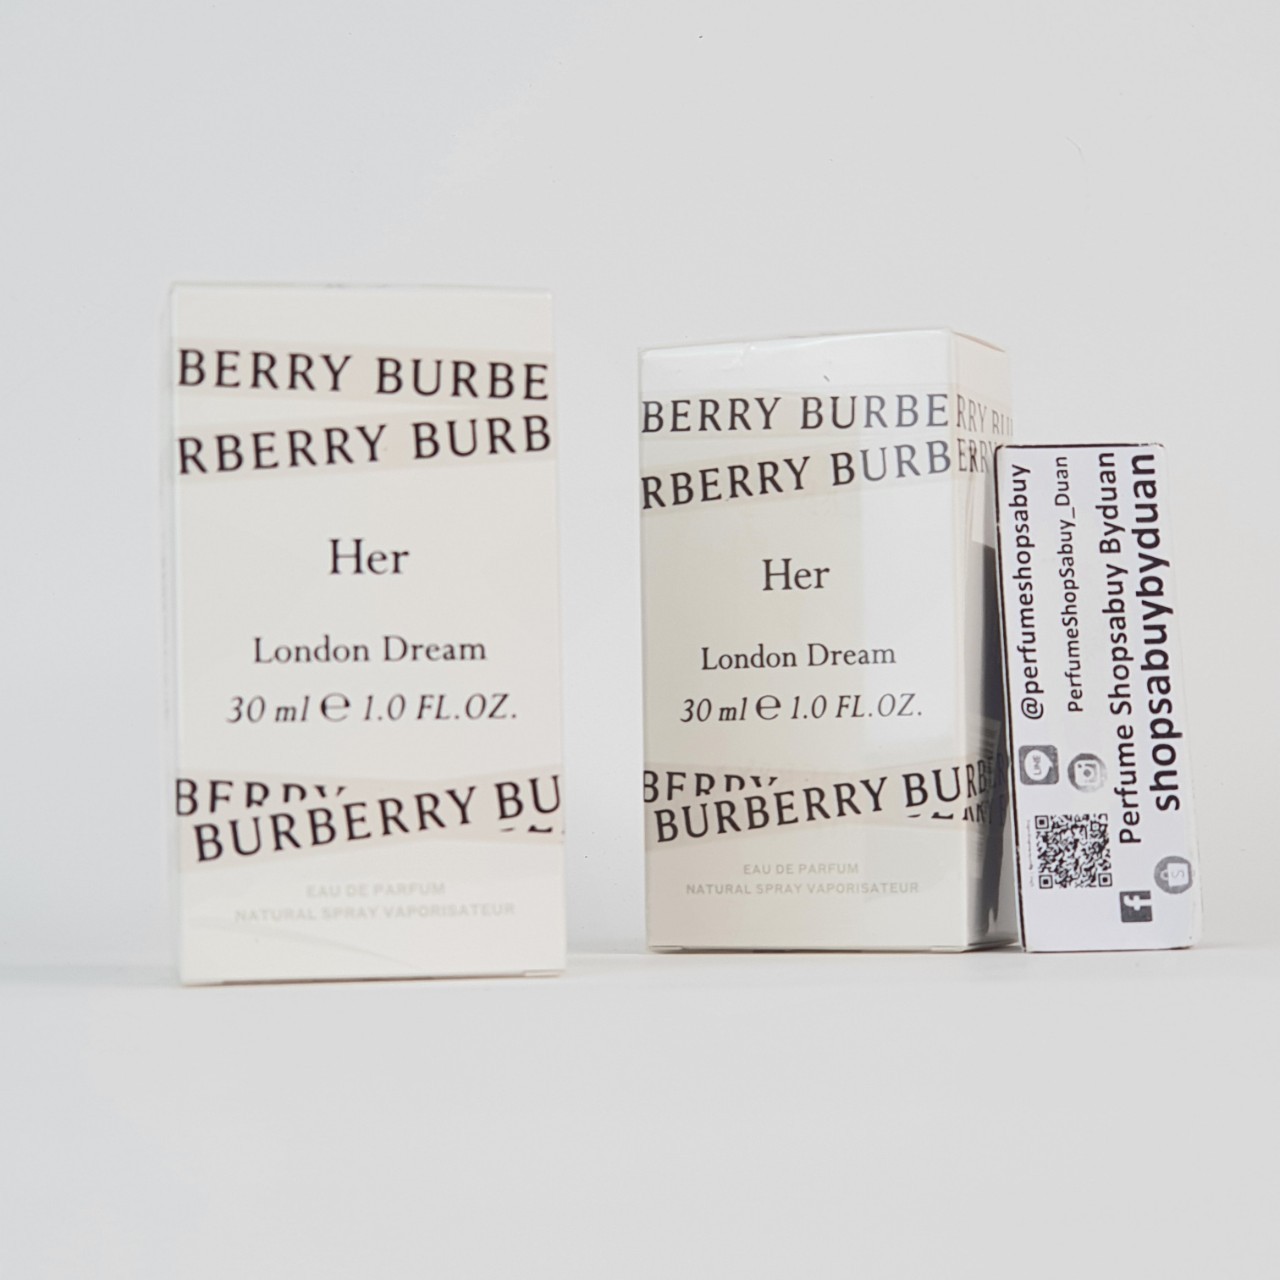 BERRY BURBE
RBERRY BURB
Her
London Dream
30 ml e 1.0 FL.OZ.
BURBERRY BU
EAU DE PARFUM
NATURAL SPRAY VAPORISATEUR
BERRY BURBE
RBERRY BURB
Her
London Dream
30 ml e 1.0 FL.OZ.
BURBERRY BURB
EAU DE PARFUM
NATURAL SPRAY VAPORISATEUR
@perfumeshopsabuy
PerfumeShopSabuy_Duan
Perfume Shopsabuy Byduan
shopsabuybyduan
LINE